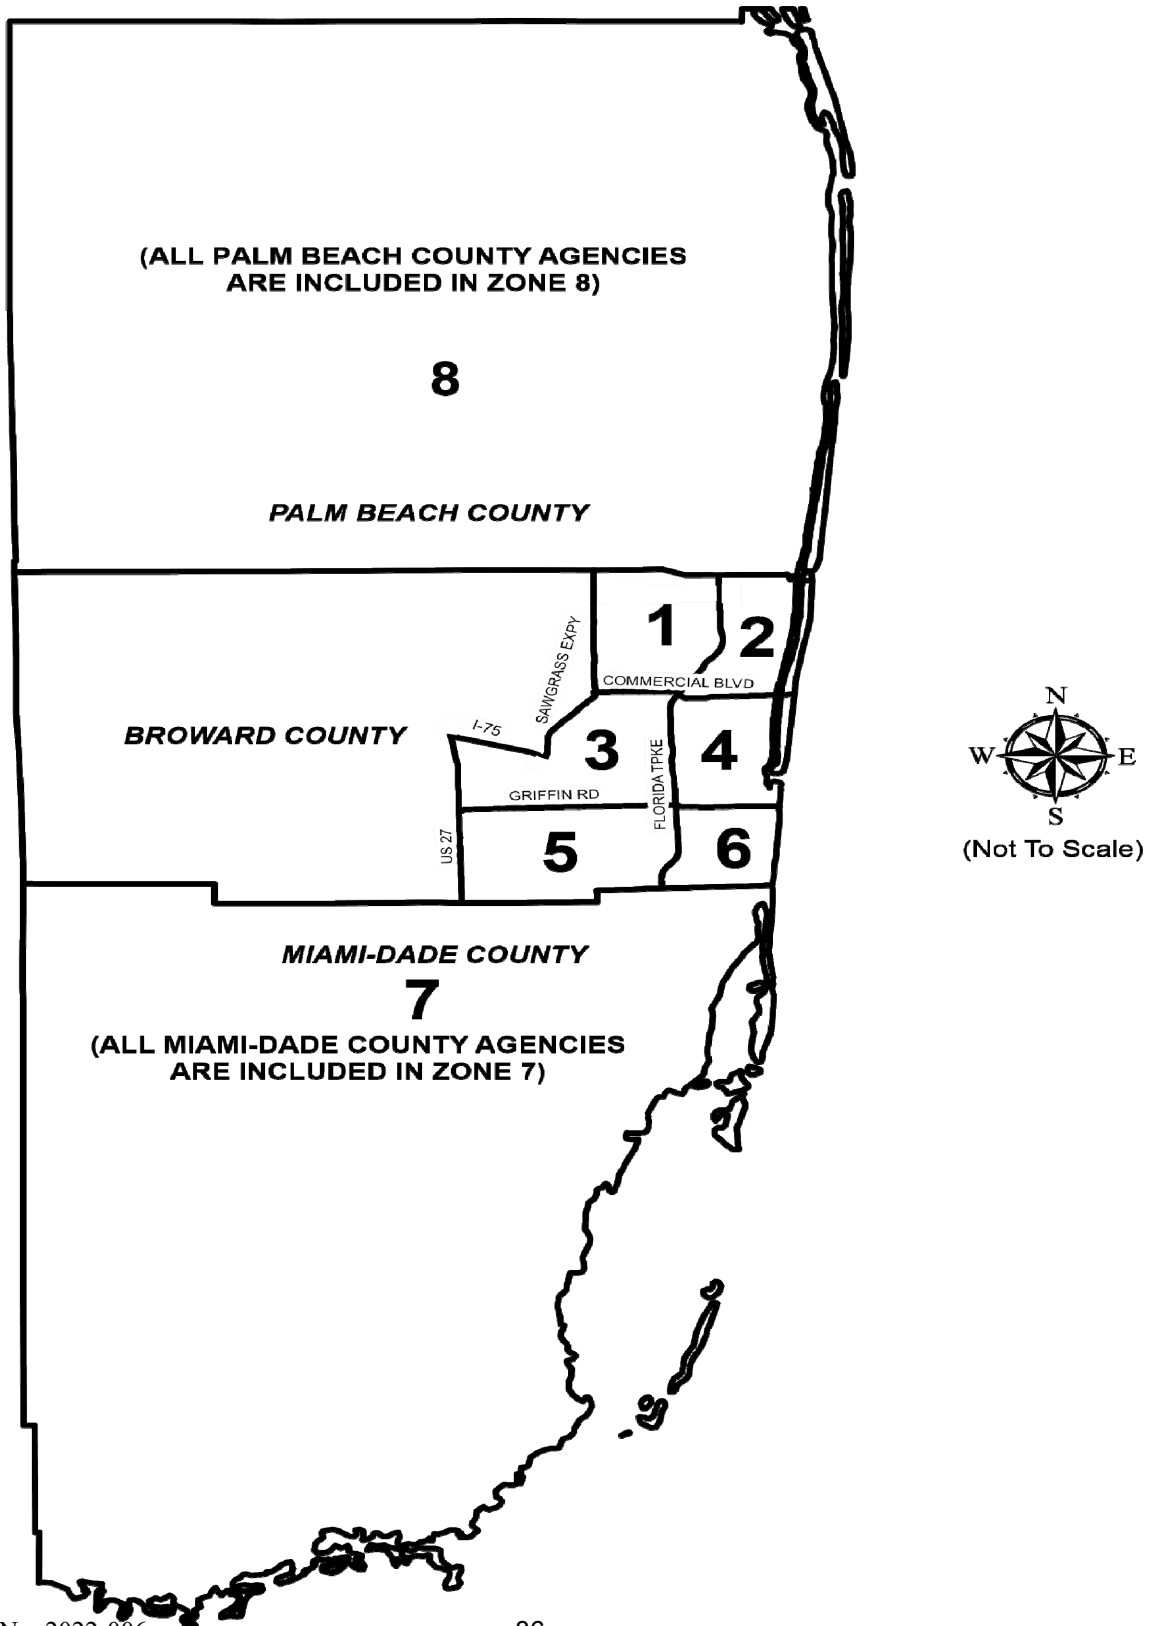 (ALL PALM BEACH COUNTY AGENCIES
ARE INCLUDED IN ZONE 8)
8
PALM BEACH COUNTY
1
2
SAWGRASS EXPY
COMMERCIAL BLVD
BROWARD COUNTY
I-75
3
4
FLORIDA TPKE
GRIFFIN RD
US 27
5
6
N
W
E
S
(Not To Scale)
MIAMI-DADE COUNTY
7
(ALL MIAMI-DADE COUNTY AGENCIES
ARE INCLUDED IN ZONE 7)